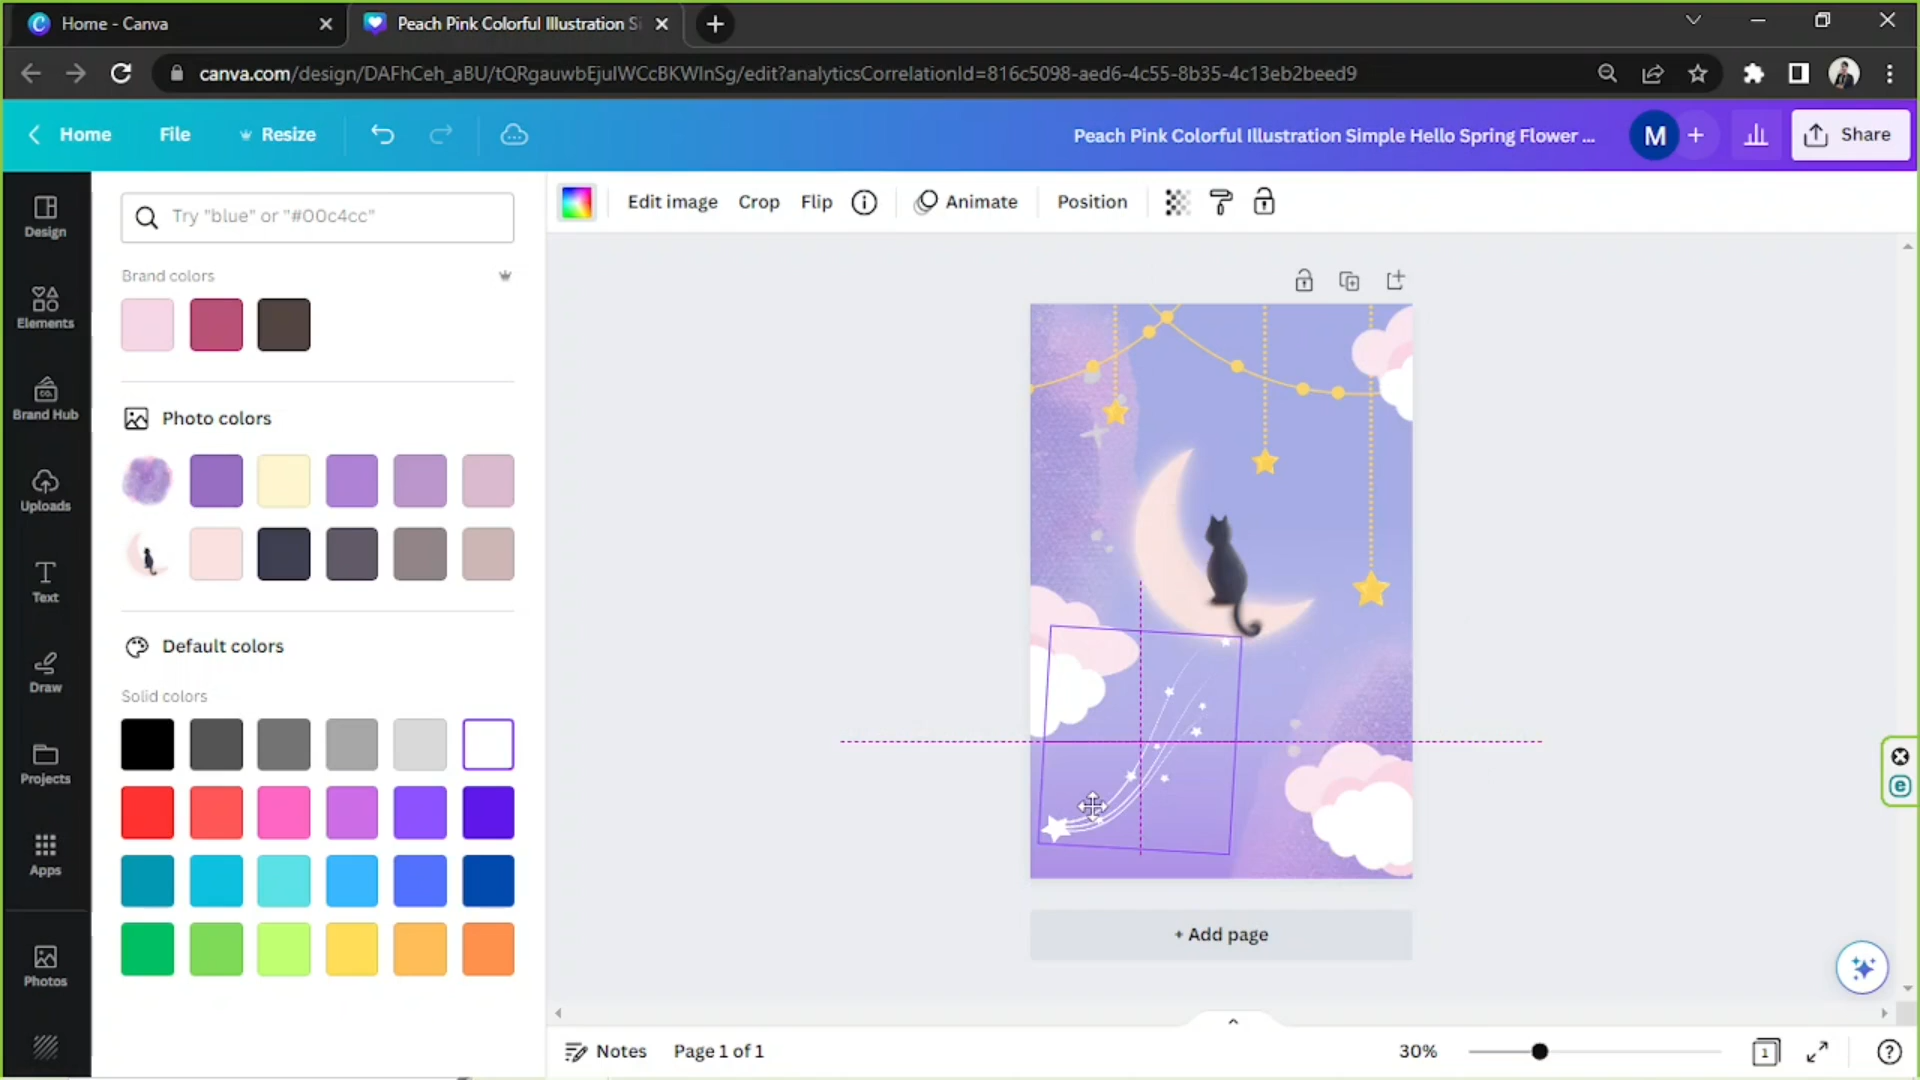 Home - Canva
Peach Pink Colorful Illustration S
canva.com/design/DAFhCeh_aBU/tQRgauwbEjulWCcBKWlnSg/edit?analyticsCorrelationId=816c5098-aed6-4c55-8b35-4c13eb2beed9
Home
File
Resize
Peach Pink Colorful Illustration Simple Hello Spring Flower ...
M
Share
Design
Elements
Brand Hub
Uploads
Text
Draw
Projects
Apps
Photos
Try "blue" or "#00c4cc"
Brand colors
Photo colors
Default colors
Solid colors
Edit image
Crop
Flip
Animate
Position
+ Add page
Notes
Page 1 of 1
30%
1